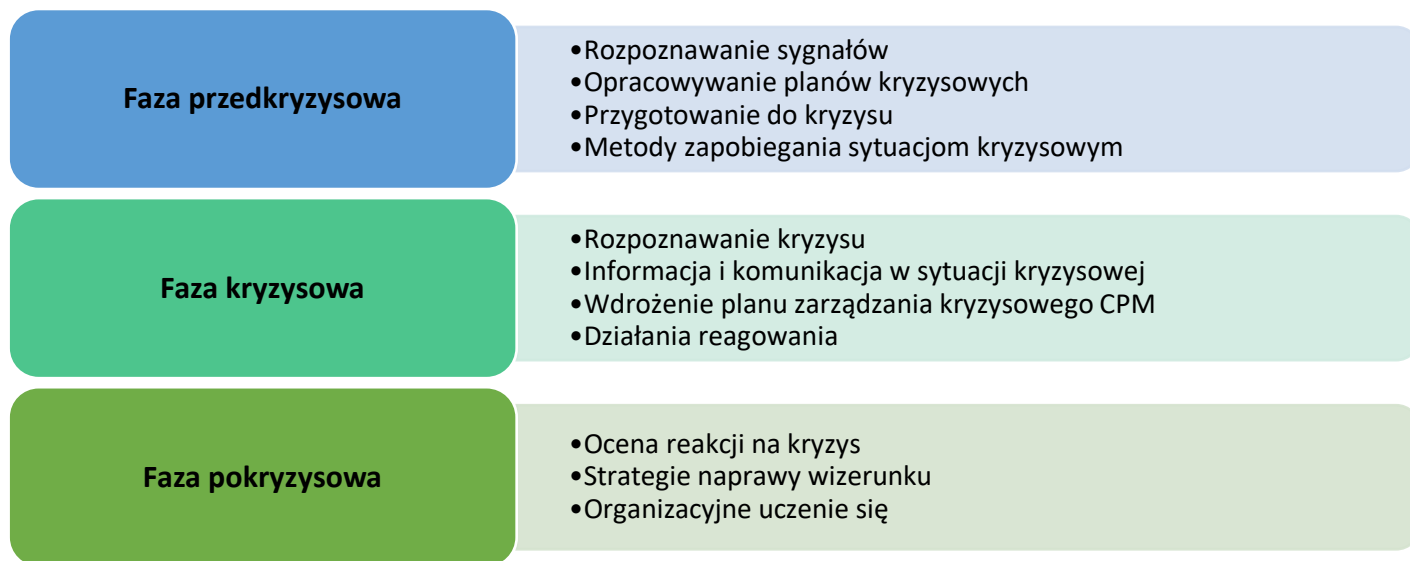 Faza przedkryzysowa
•Rozpoznawanie sygnałów
•Opracowywanie planów kryzysowych
•Przygotowanie do kryzysu
•Metody zapobiegania sytuacjom kryzysowym
Faza kryzysowa
•Rozpoznawanie kryzysu
•Informacja i komunikacja w sytuacji kryzysowej
•Wdrożenie planu zarządzania kryzysowego CPM
•Działania reagowania
Faza pokryzysowa
•Ocena reakcji na kryzys
•Strategie naprawy wizerunku
•Organizacyjne uczenie się